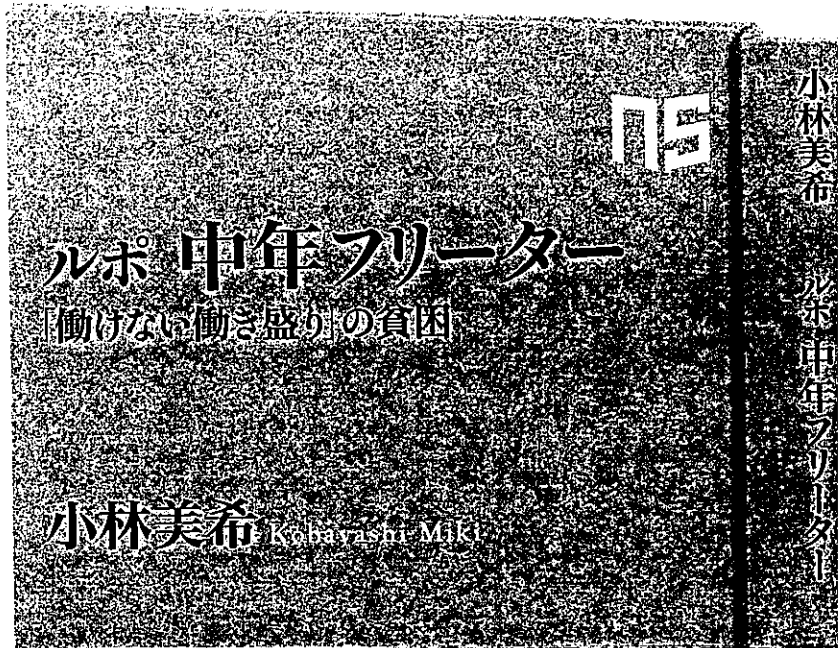 ns
ルポ 中年フリーター
「働けない働き盛り」の貧困
小林美希 Kobayashi Miki
小林美希 ルポ 中年フリーター